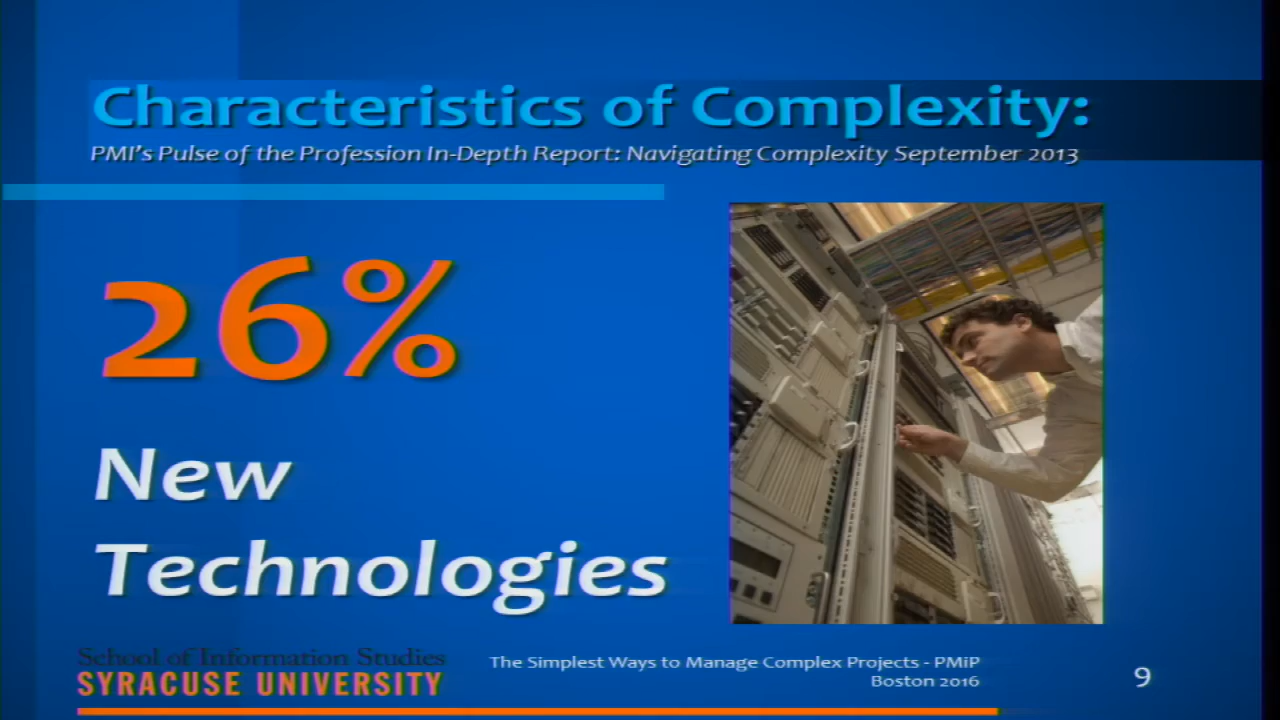 Characteristics of Complexity:
PMI's Pulse of the Profession In-Depth Report: Navigating Complexity September 2013
26%
New
Technologies
School of Information Studies
SYRACUSE UNIVERSITY
The Simplest Ways to Manage Complex Projects - PMiP
Boston 2016
9